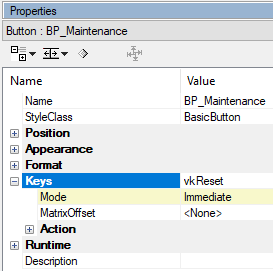 Properties
Button : BP_Maintenance
Name Value
Name BP_Maintenance
StyleClass BasicButton
Position
Appearance
Format
Keys vkReset
Mode Immediate
MatrixOffset <None>
Action
Runtime
Description